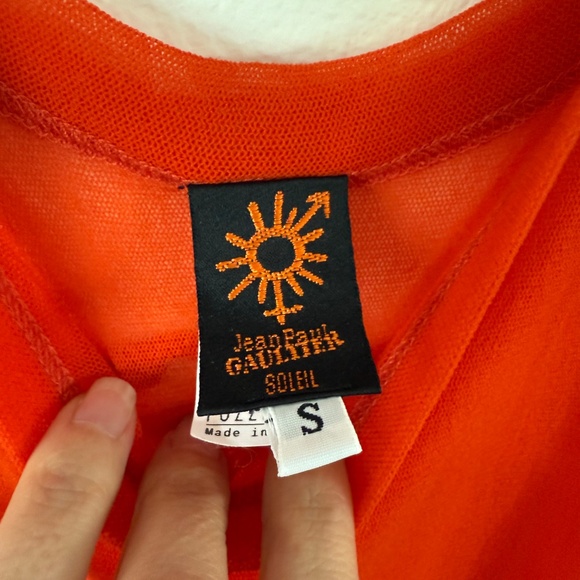 Jean Paul
GAULTIER
SOLEIL
S
Made in